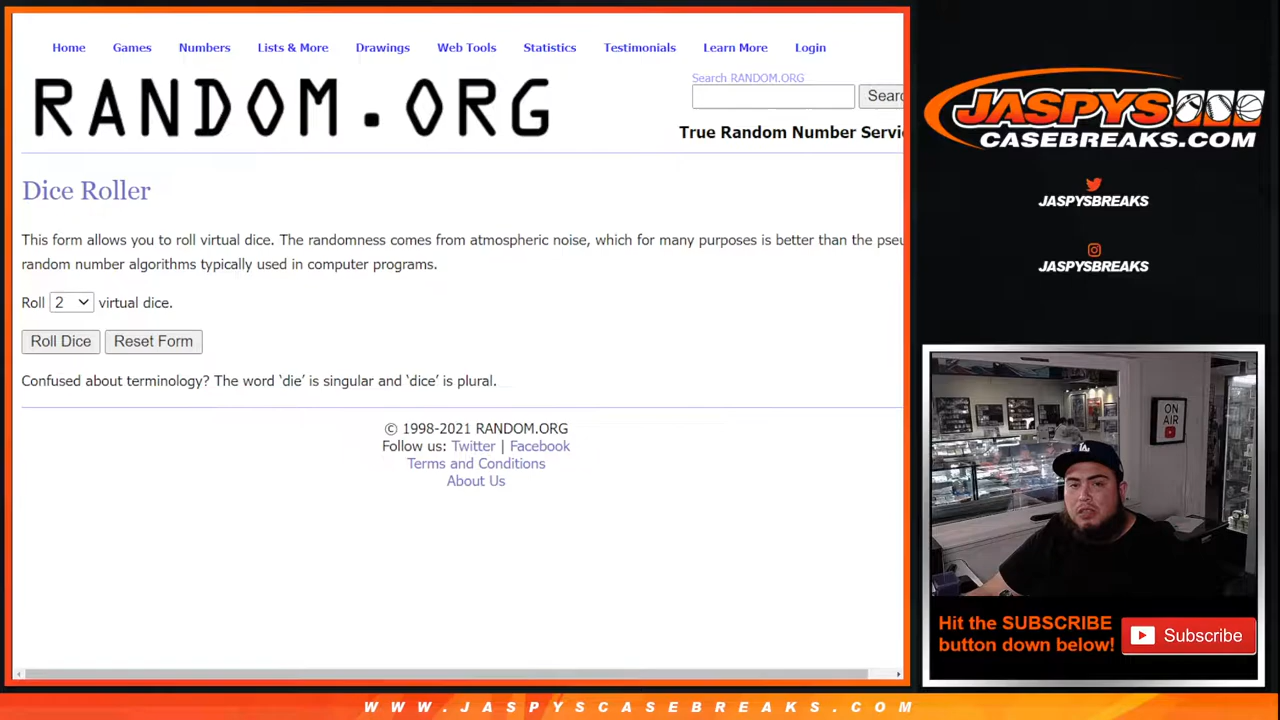 Home Games Numbers Lists & More Drawings Web Tools Statistics Testimonials Learn More Login
RANDOM.ORG
Search RANDOM.ORG
Searc
True Random Number Servi
Dice Roller
This form allows you to roll virtual dice. The randomness comes from atmospheric noise, which for many purposes is better than the pseu
random number algorithms typically used in computer programs.
Roll 2 virtual dice.
Roll Dice Reset Form
Confused about terminology? The word ‘die’ is singular and ‘dice’ is plural.
© 1998-2021 RANDOM.ORG
Follow us: Twitter | Facebook
Terms and Conditions
About Us
JASPYS
CASEBREAKS.COM
JASPYSBREAKS
JASPYSBREAKS
ON
AIR
LA
Hit the SUBSCRIBE
button down below!
Subscribe
WWW.JASPYSCASEBREAKS.COM